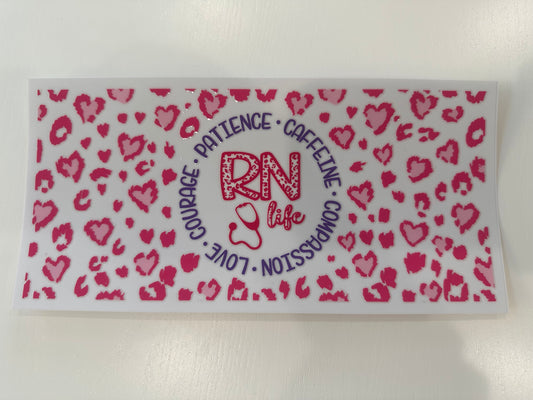 PATIENCE • CAFFEINE • COMPASSION • LOVE • COURAGE •
RN
life